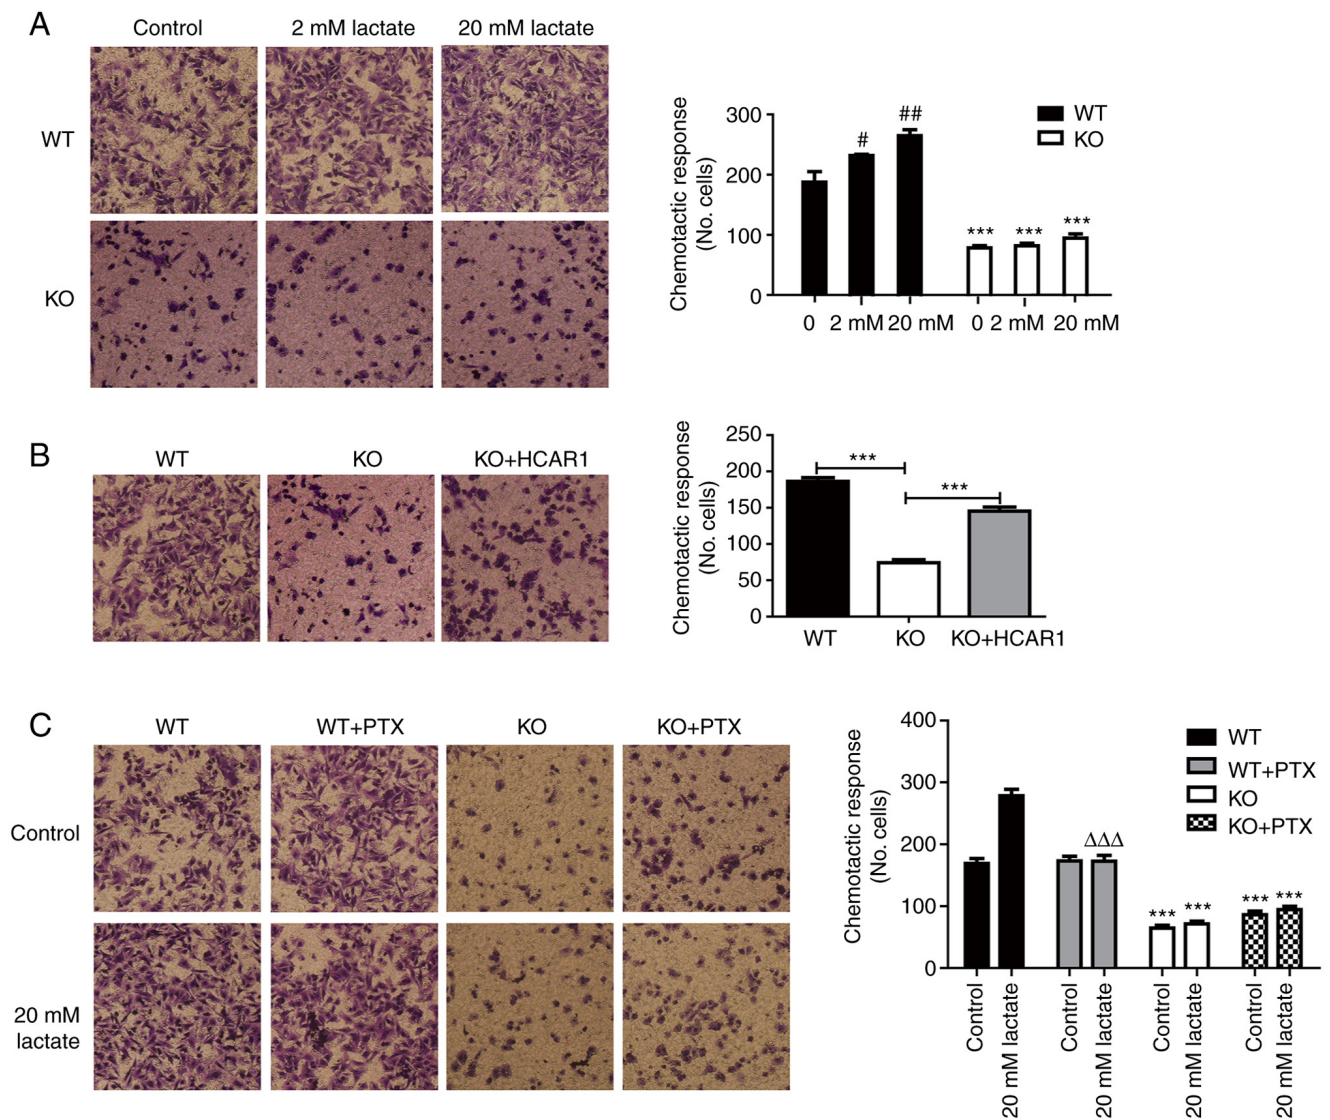 A
Control 2 mM lactate 20 mM lactate
WT
KO
Chemotactic response
(No. cells)
300
200
100
0
# ##
*** *** ***
WT
KO
0 2 mM 20 mM 0 2 mM 20 mM
B
WT KO KO+HCAR1
Chemotactic response
(No. cells)
250
200
150
100
50
0
***
***
WT KO KO+HCAR1
C
WT WT+PTX KO KO+PTX
Control
20 mM
lactate
Chemotactic response
(No. cells)
400
300
200
100
0
ΔΔΔ
*** *** *** ***
WT
WT+PTX
KO
KO+PTX
Control
20 mM lactate
Control
20 mM lactate
Control
20 mM lactate
Control
20 mM lactate